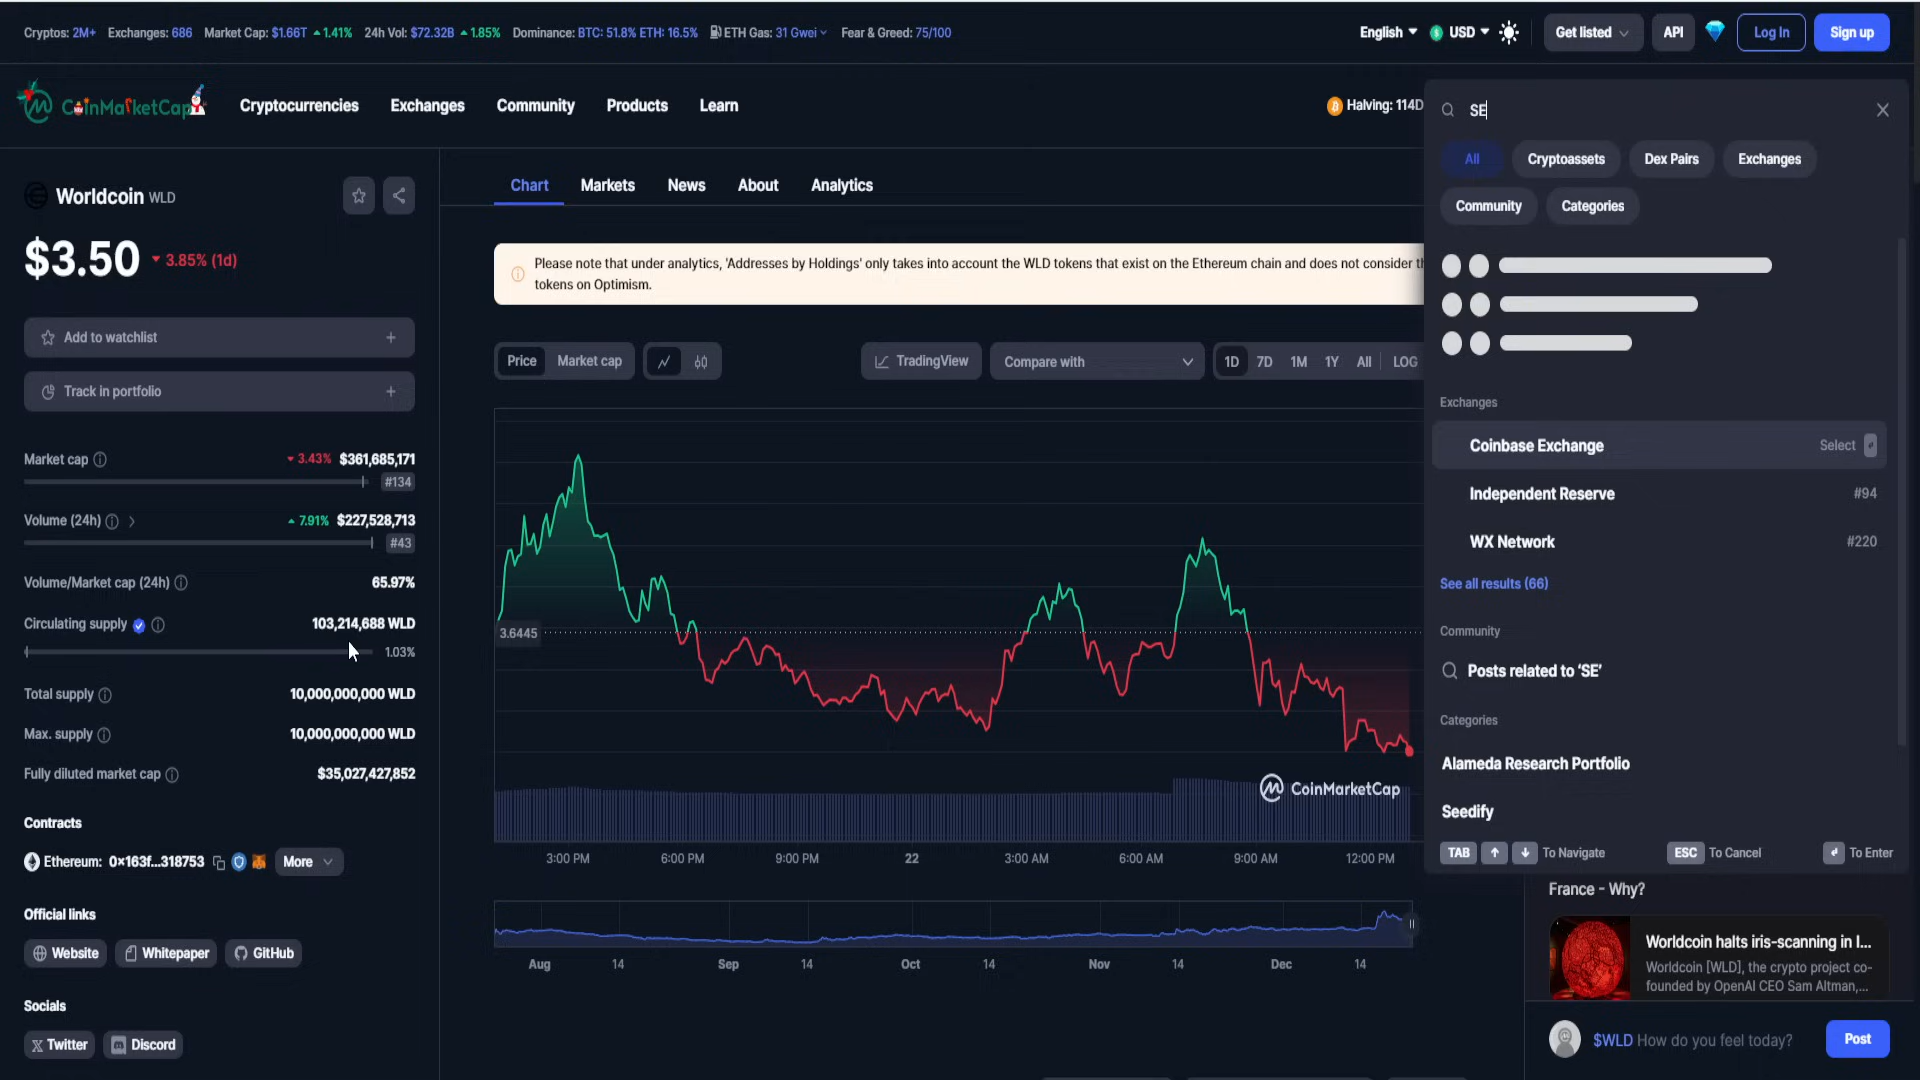 Cryptos: 2M+ Exchanges: 686 Market Cap: $1.66T 1.41% 24h Vol: $72.32B 1.85% Dominance: BTC: 51.8% ETH: 16.5% ETH Gas: 31 Gwei Fear & Greed: 75/100
English USD Get listed API Log In Sign up
CoinMarketCap Cryptocurrencies Exchanges Community Products Learn
Halving: 114D
SE
All Cryptoassets Dex Pairs Exchanges
Community Categories
Exchanges
Coinbase Exchange Select
Independent Reserve #94
WX Network #220
See all results (66)
Community
Posts related to ‘SE’
Categories
Alameda Research Portfolio
Seedify
TAB To Navigate ESC To Cancel To Enter
Worldcoin WLD
$3.50 3.85% (1d)
Add to watchlist +
Track in portfolio +
Market cap 3.43% $361,685,171
#134
Volume (24h) 7.91% $227,528,713
#43
Volume/Market cap (24h) 65.97%
Circulating supply 103,214,688 WLD
1.03%
Total supply 10,000,000,000 WLD
Max. supply 10,000,000,000 WLD
Fully diluted market cap $35,027,427,852
Contracts
Ethereum: 0x163f...318753 More
Official links
Website Whitepaper GitHub
Socials
Twitter Discord
Chart Markets News About Analytics
Please note that under analytics, 'Addresses by Holdings' only takes into account the WLD tokens that exist on the Ethereum chain and does not consider
tokens on Optimism.
Price Market cap TradingView Compare with 1D 7D 1M 1Y All LOG
3.6445
CoinMarketCap
3:00 PM 6:00 PM 9:00 PM 22 3:00 AM 6:00 AM 9:00 AM 12:00 PM
Aug 14 Sep 14 Oct 14 Nov 14 Dec 14
France - Why?
Worldcoin halts iris-scanning in I...
Worldcoin [WLD], the crypto project co-
founded by OpenAI CEO Sam Altman,...
$WLD How do you feel today? Post